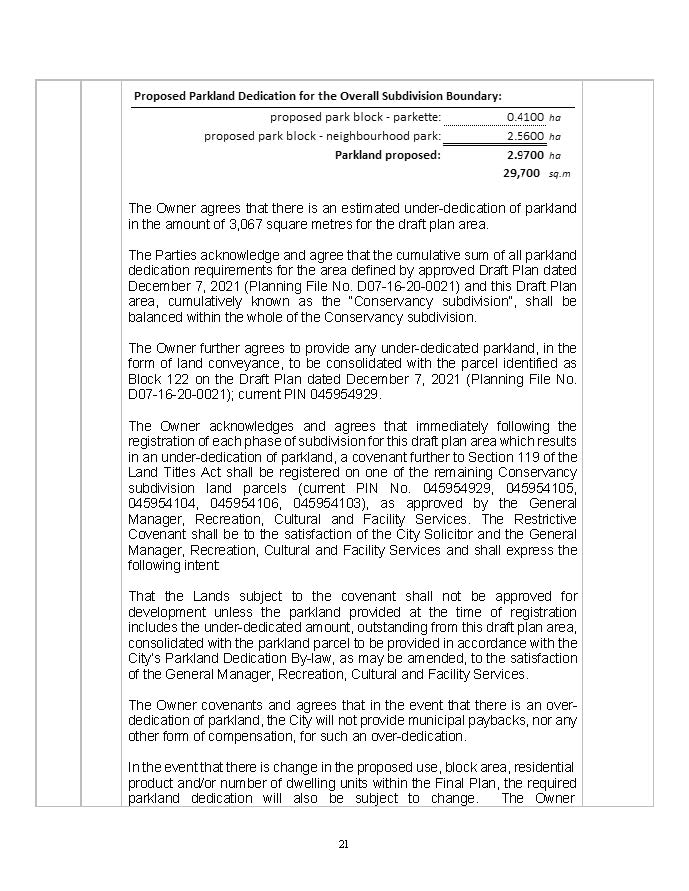 Proposed Parkland Dedication for the Overall Subdivision Boundary:
proposed park block - parkette: 0.4100 ha
proposed park block - neighbourhood park: 2.5600 ha
Parkland proposed: 2.9700 ha
29,700 sq.m
The Owner agrees that there is an estimated under-dedication of parkland
in the amount of 3,067 square metres for the draft plan area.
The Parties acknowledge and agree that the cumulative sum of all parkland
dedication requirements for the area defined by approved Draft Plan dated
December 7, 2021 (Planning File No. D07-16-20-0021) and this Draft Plan
area, cumulatively known as the “Conservancy subdivision”, shall be
balanced within the whole of the Conservancy subdivision.
The Owner further agrees to provide any under-dedicated parkland, in the
form of land conveyance, to be consolidated with the parcel identified as
Block 122 on the Draft Plan dated December 7, 2021 (Planning File No.
D07-16-20-0021); current PIN 045954929.
The Owner acknowledges and agrees that immediately following the
registration of each phase of subdivision for this draft plan area which results
in an under-dedication of parkland, a covenant further to Section 119 of the
Land Titles Act shall be registered on one of the remaining Conservancy
subdivision land parcels (current PIN No. 045954929, 045954105,
045954104, 045954106, 045954103), as approved by the General
Manager, Recreation, Cultural and Facility Services. The Restrictive
Covenant shall be to the satisfaction of the City Solicitor and the General
Manager, Recreation, Cultural and Facility Services and shall express the
following intent:
That the Lands subject to the covenant shall not be approved for
development unless the parkland provided at the time of registration
includes the under-dedicated amount, outstanding from this draft plan area,
consolidated with the parkland parcel to be provided in accordance with the
City’s Parkland Dedication By-law, as may be amended, to the satisfaction
of the General Manager, Recreation, Cultural and Facility Services.
The Owner covenants and agrees that in the event that there is an over-
dedication of parkland, the City will not provide municipal paybacks, nor any
other form of compensation, for such an over-dedication.
In the event that there is change in the proposed use, block area, residential
product and/or number of dwelling units within the Final Plan, the required
parkland dedication will also be subject to change. The Owner
21